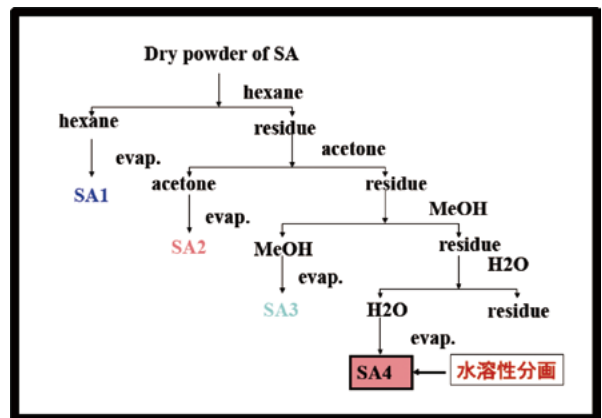 Dry powder of SA
hexane
hexane
residue
evap.
acetone
SA1
acetone
residue
evap.
MeOH
SA2
MeOH
residue
H2O
evap.
SA3
H2O
residue
evap.
SA4
水溶性分画